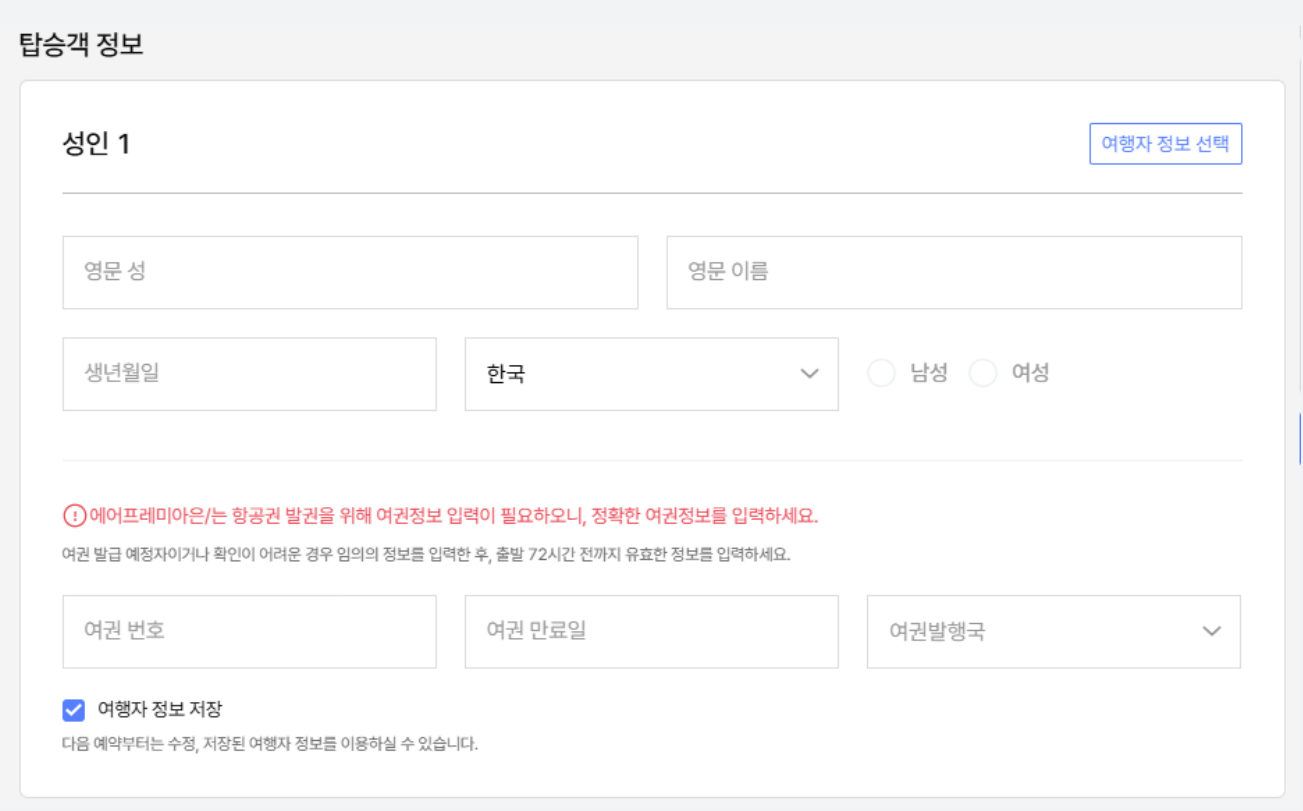 탑승객 정보
성인 1
여행자 정보 선택
영문 성
영문 이름
생년월일
한국
남성
여성
에어프레미아은/는 항공권 발권을 위해 여권정보 입력이 필요하오니, 정확한 여권정보를 입력하세요.
여권 발급 예정자이거나 확인이 어려운 경우 임의의 정보를 입력한 후, 출발 72시간 전까지 유효한 정보를 입력하세요.
여권 번호
여권 만료일
여권발행국
여행자 정보 저장
다음 예약부터는 수정, 저장된 여행자 정보를 이용하실 수 있습니다.